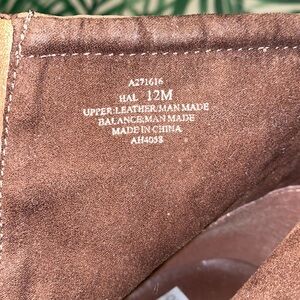 A271616
HAL 12M
UPPER:LEATHER/MAN MADE
BALANCE:MAN MADE
MADE IN CHINA
AH4058